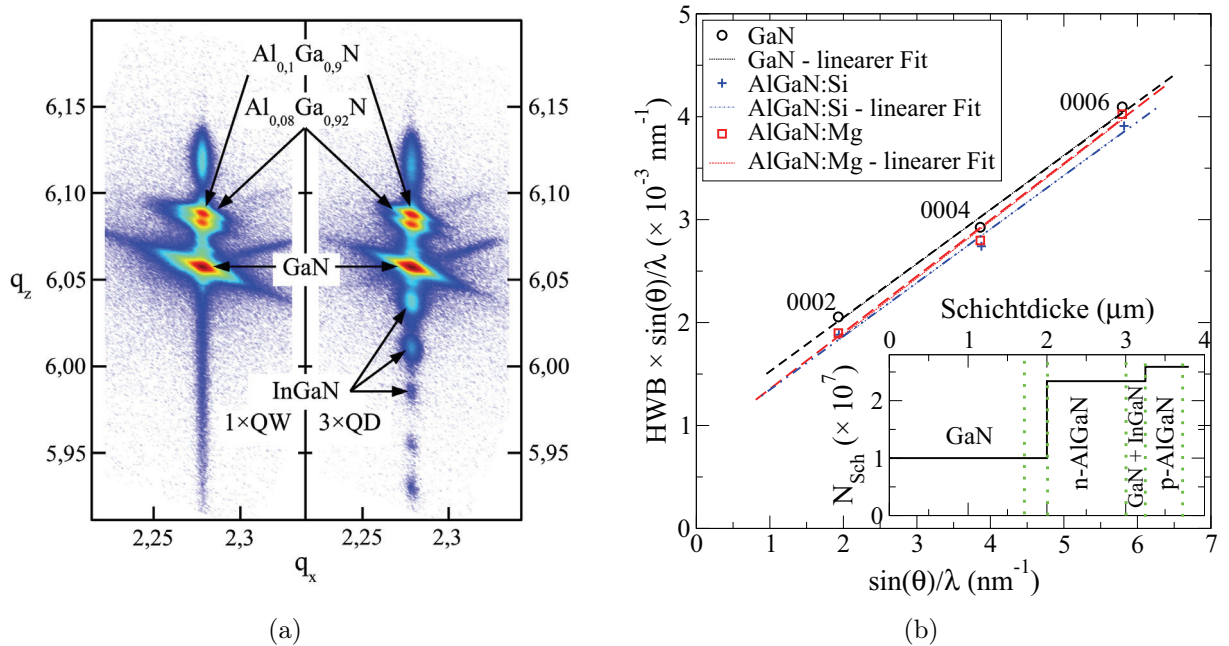 Al0,1Ga0,9N
Al0,08Ga0,92N
GaN
InGaN
1×QW 3×QD
6,15
6,10
6,05
6,00
5,95
qz
6,15
6,10
6,05
6,00
5,95
2,25 2,3 2,25 2,3
qx
(a)
GaN
GaN - linearer Fit
AlGaN:Si
AlGaN:Si - linearer Fit
AlGaN:Mg
AlGaN:Mg - linearer Fit
0006
0004
0002
5
4
3
2
1
0
HWB × sin(θ)/λ (× 10⁻³ nm⁻¹)
0 1 2 3 4 5 6 7
sin(θ)/λ (nm⁻¹)
Schichtdicke (μm)
0 1 2 3 4
2
1
0
NSch (× 10⁷)
GaN
n-AlGaN
GaN + InGaN
p-AlGaN
(b)